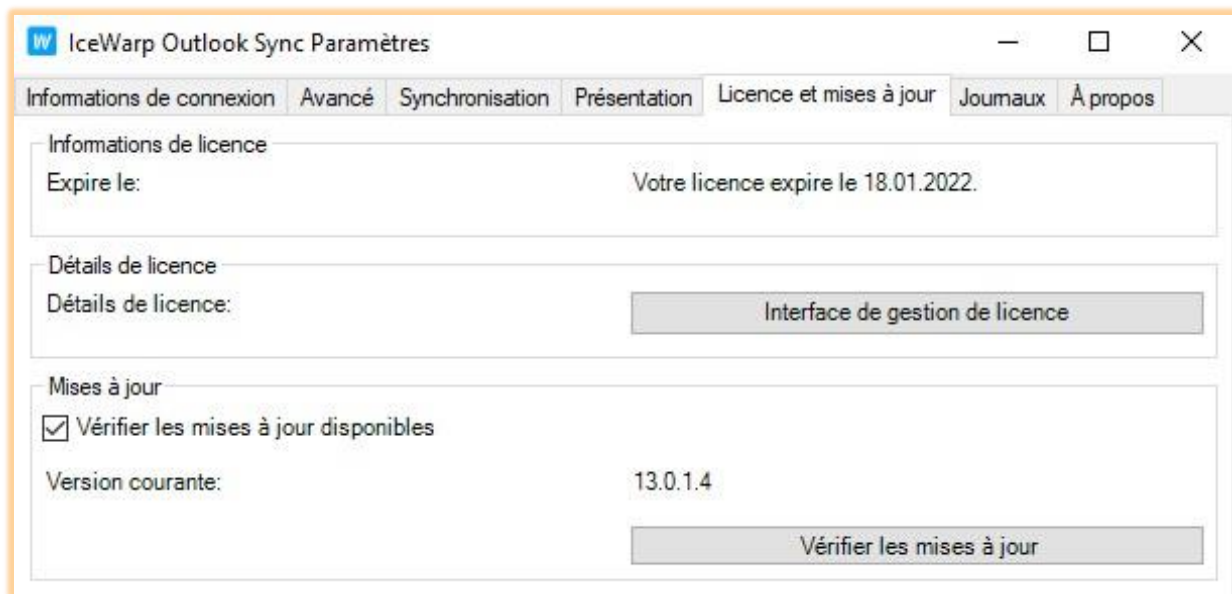 W IceWarp Outlook Sync Paramètres
Informations de connexion Avancé Synchronisation Présentation Licence et mises à jour Journaux À propos
Informations de licence
Expire le: Votre licence expire le 18.01.2022.
Détails de licence
Détails de licence: Interface de gestion de licence
Mises à jour
Vérifier les mises à jour disponibles
Version courante: 13.0.1.4
Vérifier les mises à jour